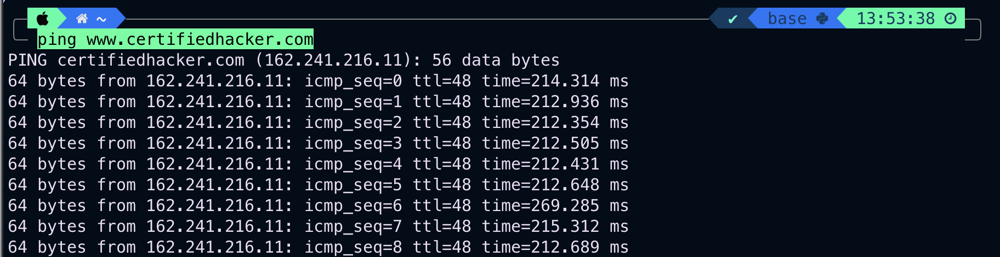 ~ ✔ base 13:53:38
ping www.certifiedhacker.com
PING certifiedhacker.com (162.241.216.11): 56 data bytes
64 bytes from 162.241.216.11: icmp_seq=0 ttl=48 time=214.314 ms
64 bytes from 162.241.216.11: icmp_seq=1 ttl=48 time=212.936 ms
64 bytes from 162.241.216.11: icmp_seq=2 ttl=48 time=212.354 ms
64 bytes from 162.241.216.11: icmp_seq=3 ttl=48 time=212.505 ms
64 bytes from 162.241.216.11: icmp_seq=4 ttl=48 time=212.431 ms
64 bytes from 162.241.216.11: icmp_seq=5 ttl=48 time=212.648 ms
64 bytes from 162.241.216.11: icmp_seq=6 ttl=48 time=269.285 ms
64 bytes from 162.241.216.11: icmp_seq=7 ttl=48 time=215.312 ms
64 bytes from 162.241.216.11: icmp_seq=8 ttl=48 time=212.689 ms